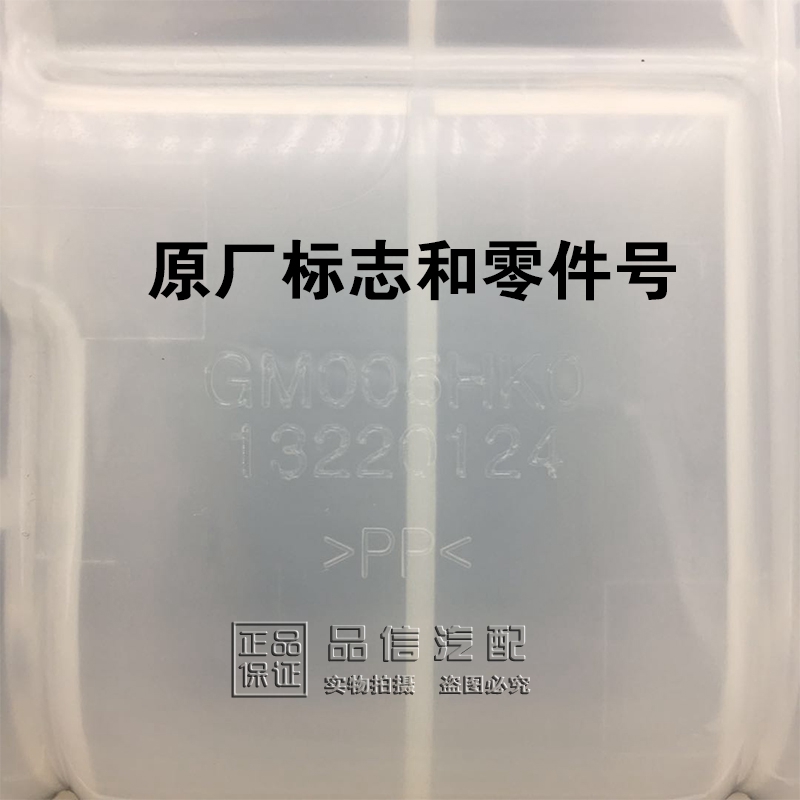 原厂标志和零件号
GM006HK0
13220124
>PP<
正品
保证
品信汽配
实物拍摄 盗图必究